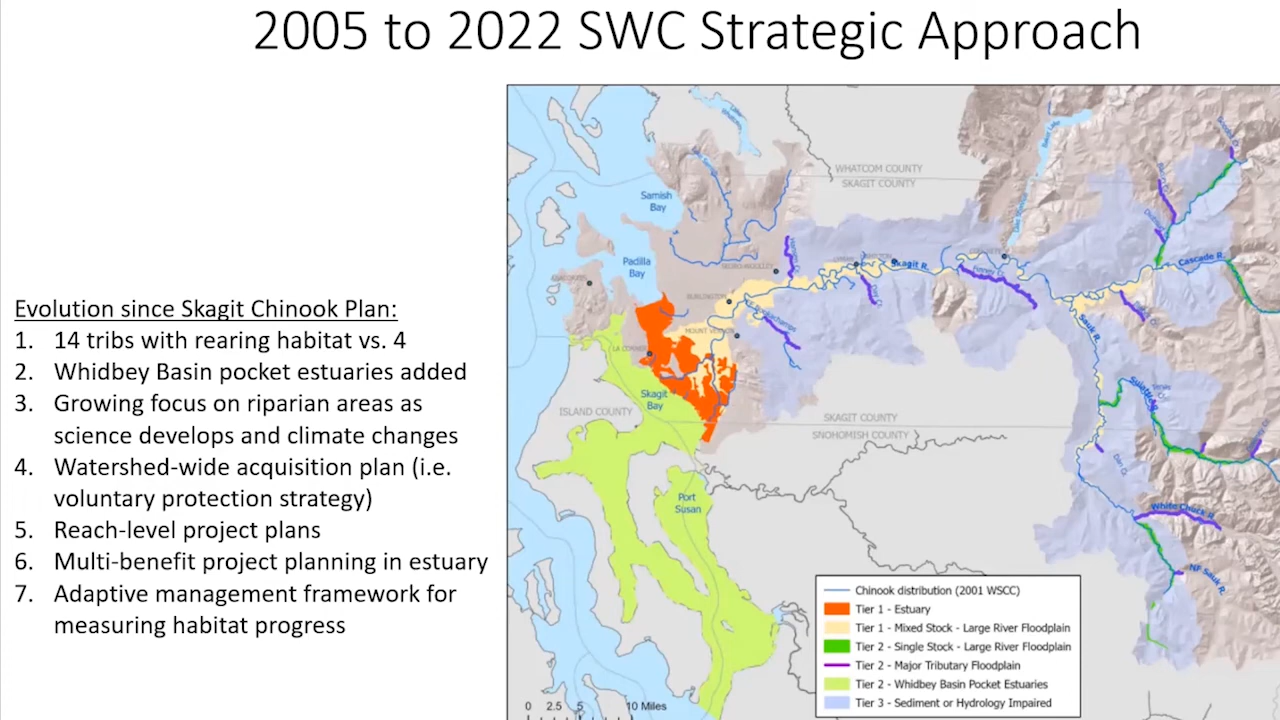 2005 to 2022 SWC Strategic Approach
Evolution since Skagit Chinook Plan:
1. 14 tribs with rearing habitat vs. 4
2. Whidbey Basin pocket estuaries added
3. Growing focus on riparian areas as
science develops and climate changes
4. Watershed-wide acquisition plan (i.e.
voluntary protection strategy)
5. Reach-level project plans
6. Multi-benefit project planning in estuary
7. Adaptive management framework for
measuring habitat progress
WHATCOM COUNTY
SKAGIT COUNTY
Samish
Bay
Padilla
Bay
Skagit R.
Cascade R.
BURLINGTON
MOUNT VERNON
LA CONNER
Sauk R.
Skagit
Bay
ISLAND COUNTY
SKAGIT COUNTY
SNOHOMISH COUNTY
Port
Susan
White Chuck R.
NF Sauk R.
Chinook distribution (2001 WSCC)
Tier 1 - Estuary
Tier 1 - Mixed Stock - Large River Floodplain
Tier 2 - Single Stock - Large River Floodplain
Tier 2 - Major Tributary Floodplain
Tier 2 - Whidbey Basin Pocket Estuaries
Tier 3 - Sediment or Hydrology Impaired
0 2.5 5 10 Miles